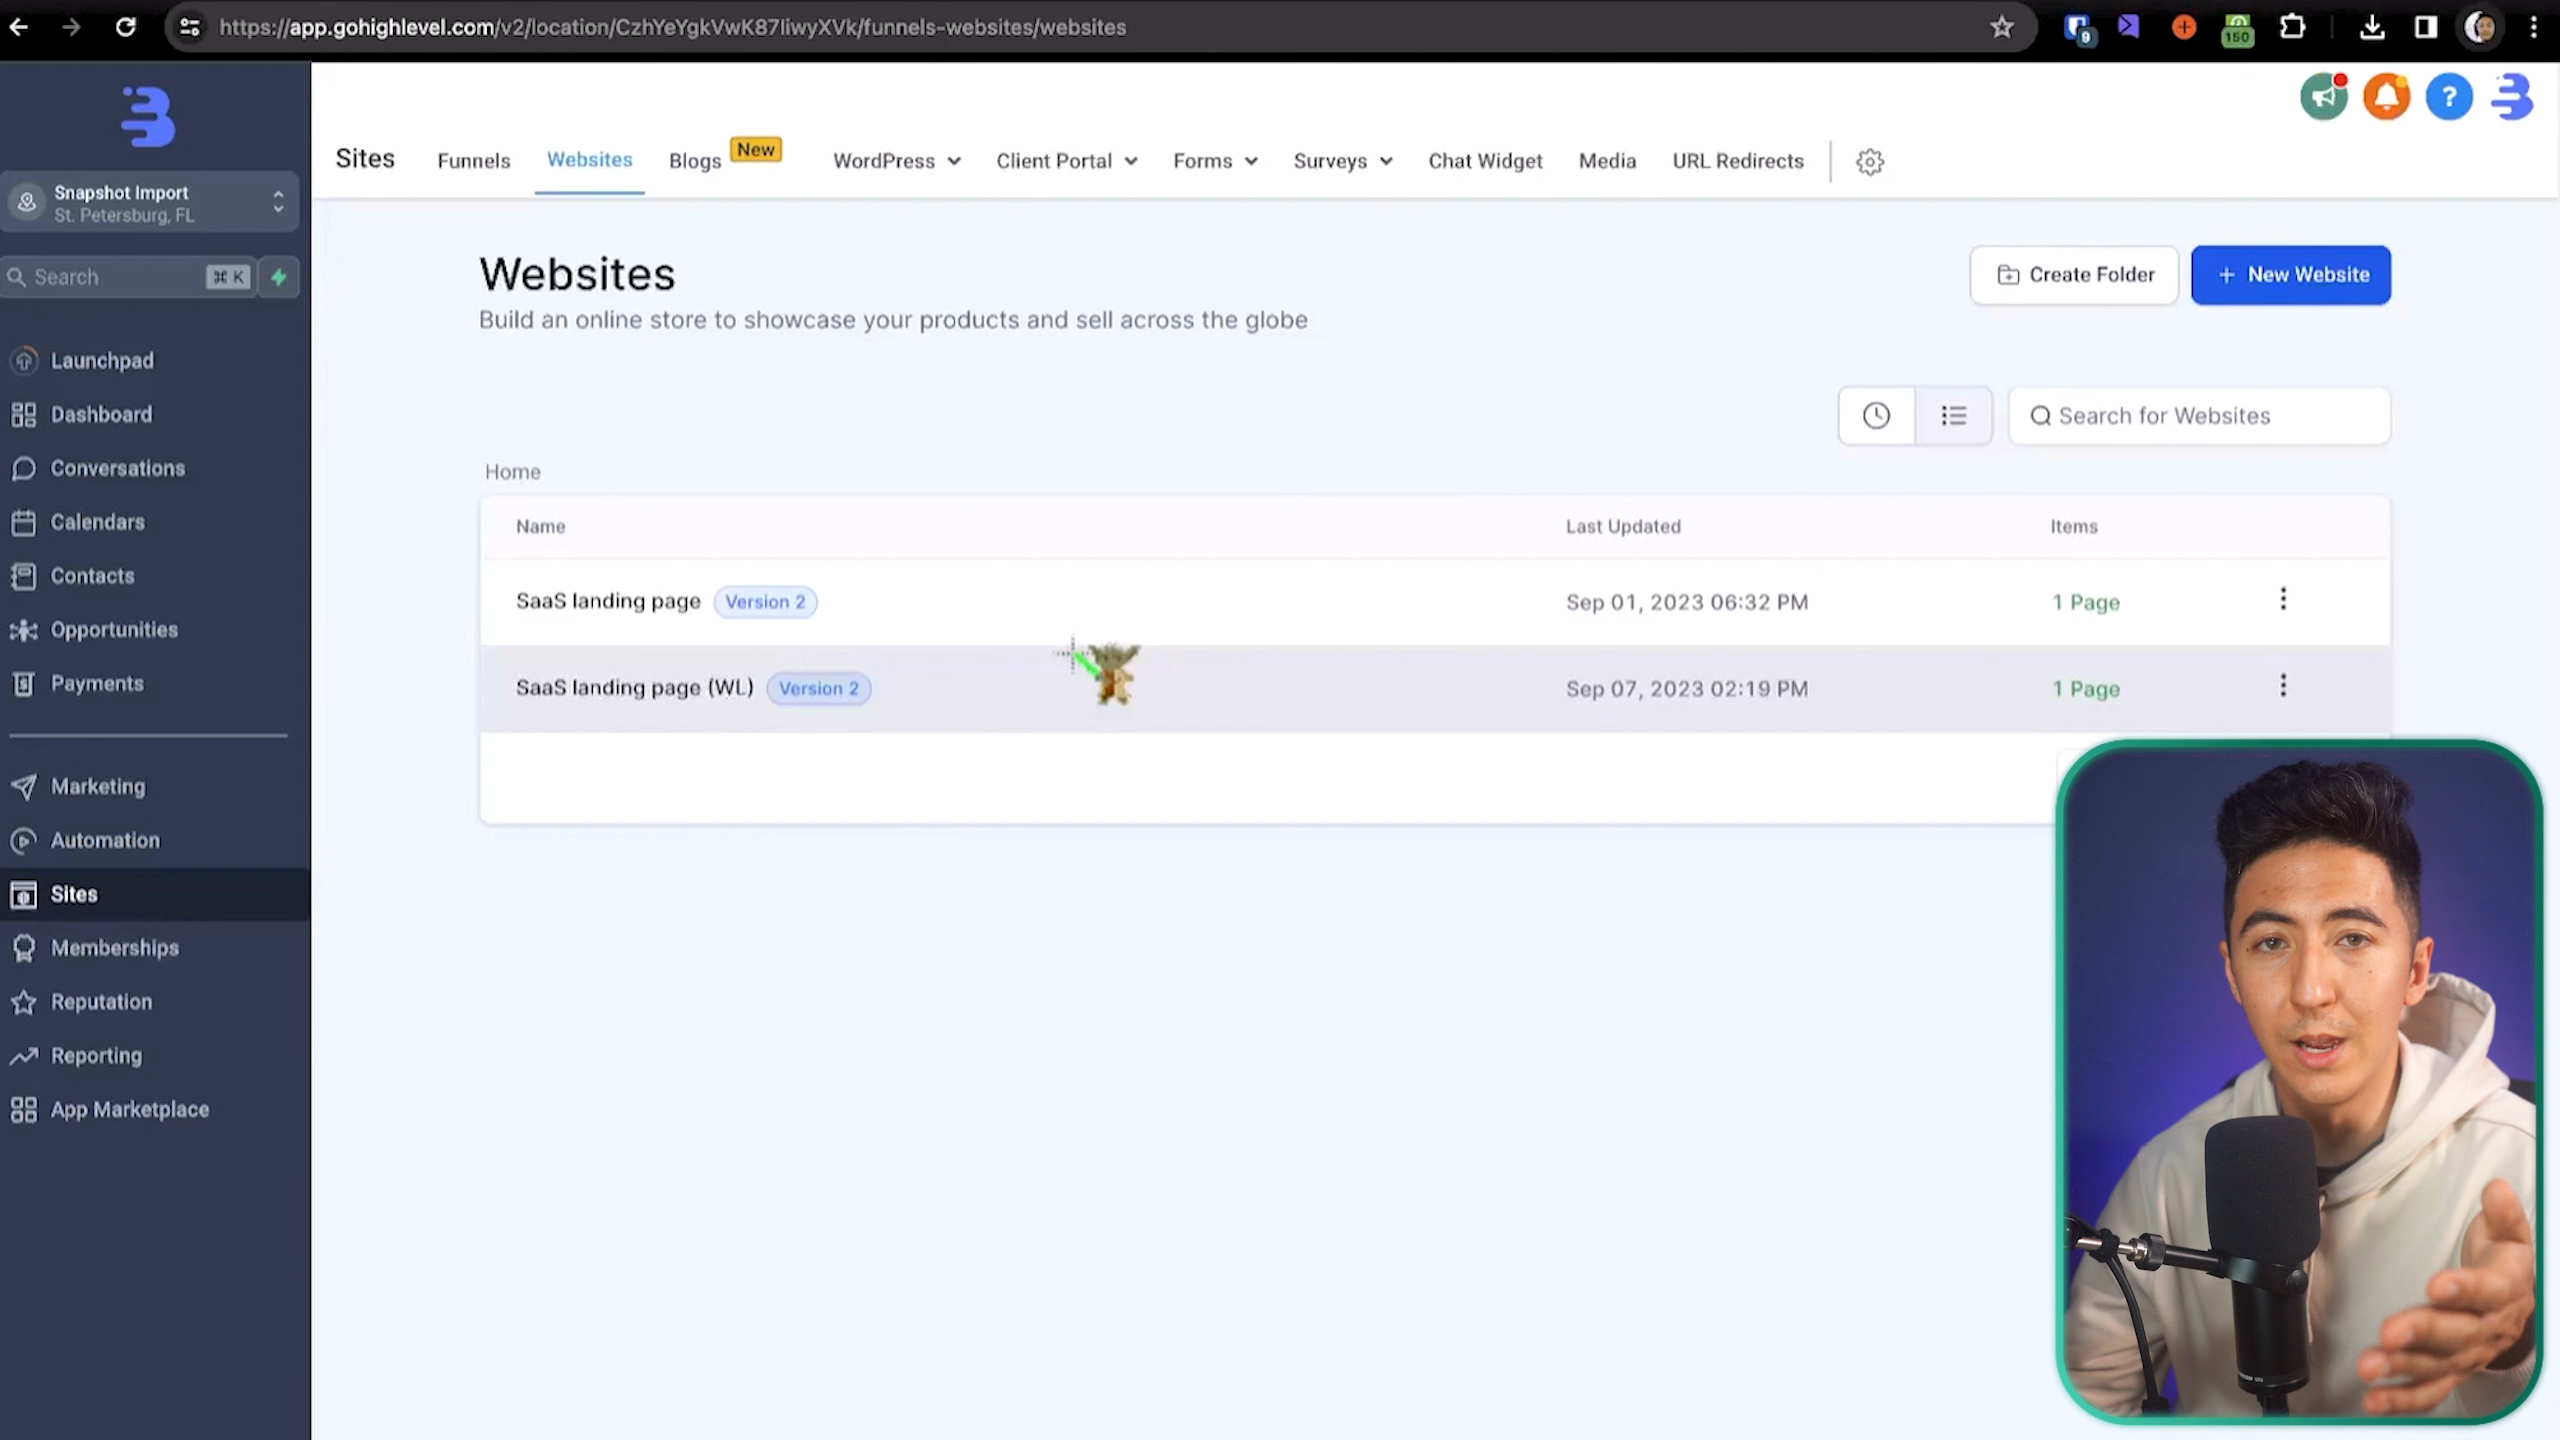 https://app.gohighlevel.com/v2/location/CzhYeYgkVwK87liwyXVk/funnels-websites/websites
9
150
Snapshot Import
St. Petersburg, FL
Search
⌘ K
Launchpad
Dashboard
Conversations
Calendars
Contacts
Opportunities
Payments
Marketing
Automation
Sites
Memberships
Reputation
Reporting
App Marketplace
Sites
Funnels
Websites
Blogs
New
WordPress
Client Portal
Forms
Surveys
Chat Widget
Media
URL Redirects
?
Websites
Build an online store to showcase your products and sell across the globe
Create Folder
+ New Website
Search for Websites
Home
Name Last Updated Items
SaaS landing page Version 2 Sep 01, 2023 06:32 PM 1 Page
SaaS landing page (WL) Version 2 Sep 07, 2023 02:19 PM 1 Page